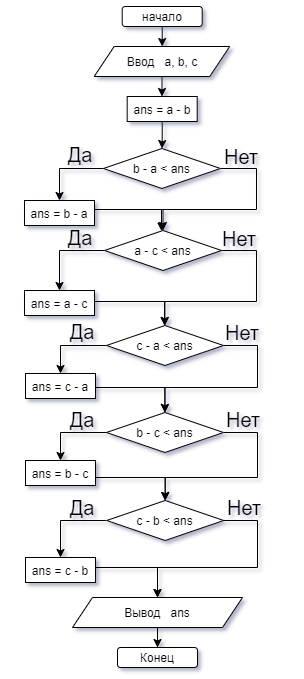 начало
Ввод a, b, c
ans = a - b
Да
Нет
b - a < ans
ans = b - a
Да
Нет
a - c < ans
ans = a - c
Да
Нет
c - a < ans
ans = c - a
Да
Нет
b - c < ans
ans = b - c
Да
Нет
c - b < ans
ans = c - b
Вывод ans
Конец